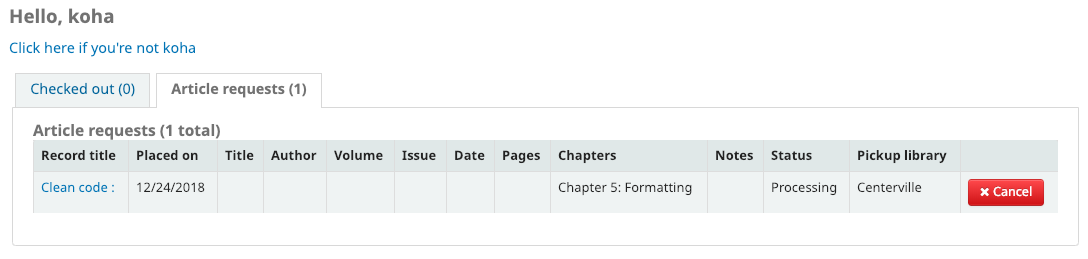 Hello, koha
Click here if you're not koha
Checked out (0) Article requests (1)
Article requests (1 total)
Record title Placed on Title Author Volume Issue Date Pages Chapters Notes Status Pickup library
Clean code : 12/24/2018 Chapter 5: Formatting Processing Centerville ✖ Cancel